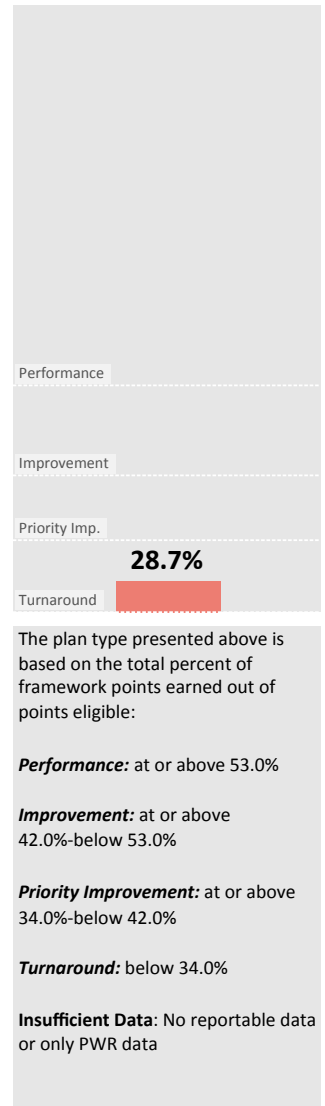 Performance
Improvement
Priority Imp.
28.7%
Turnaround
The plan type presented above is
based on the total percent of
framework points earned out of
points eligible:
Performance: at or above 53.0%
Improvement: at or above
42.0%-below 53.0%
Priority Improvement: at or above
34.0%-below 42.0%
Turnaround: below 34.0%
Insufficient Data: No reportable data
or only PWR data